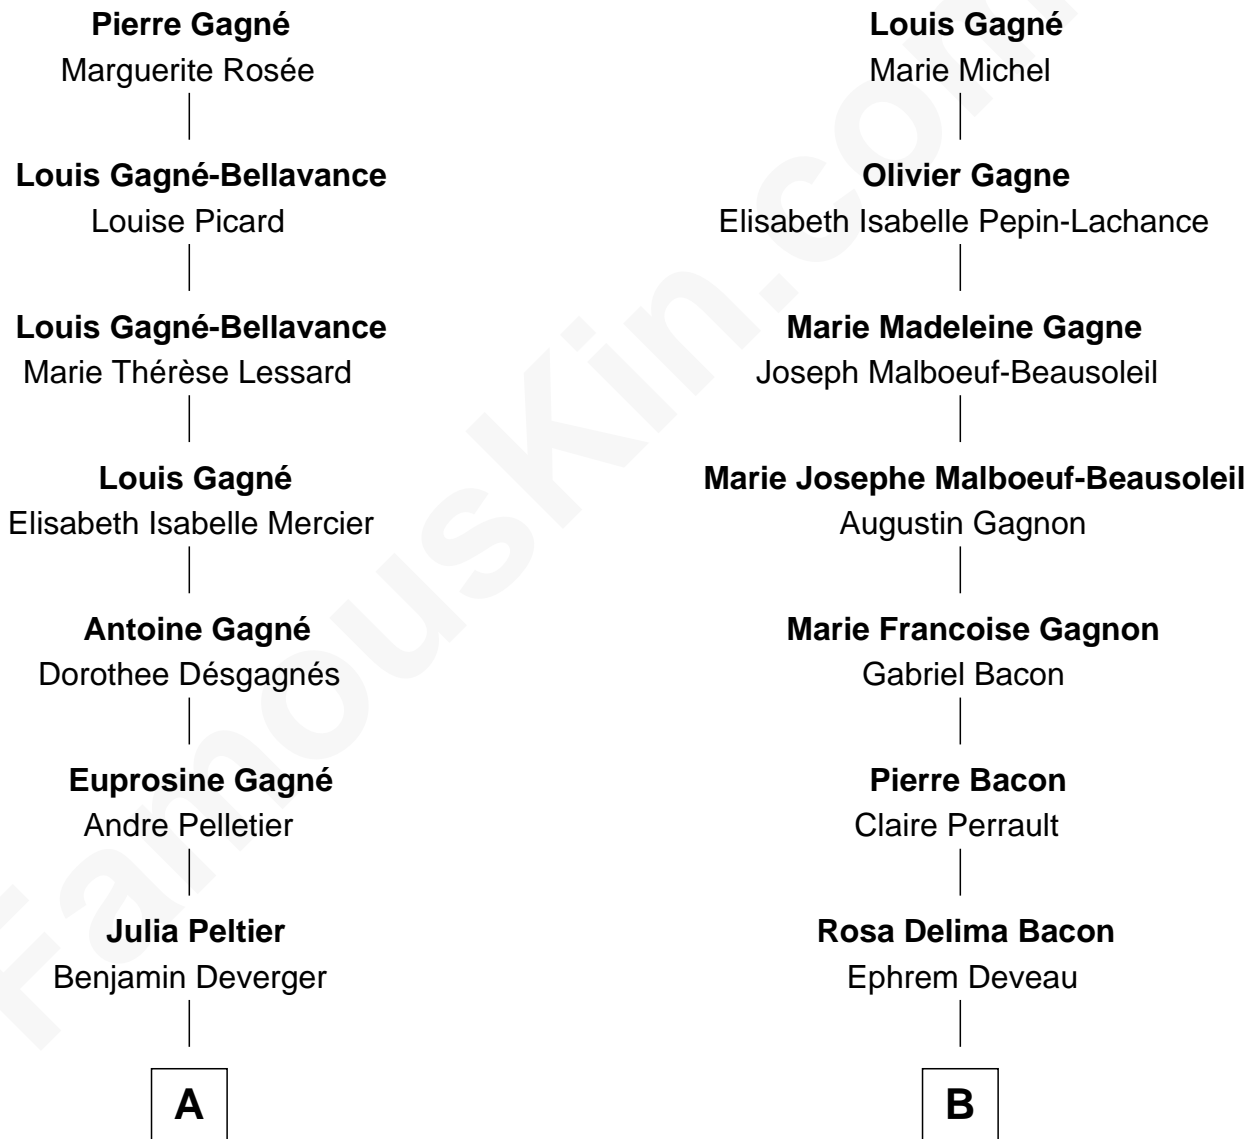 Pierre Gagné
Marguerite Rosée
Louis Gagné-Bellavance
Louise Picard
Louis Gagné-Bellavance
Marie Thérèse Lessard
Louis Gagné
Elisabeth Isabelle Mercier
Antoine Gagné
Dorothee Désgagnés
Euprosine Gagné
Andre Pelletier
Julia Peltier
Benjamin Deverger
A
Louis Gagné
Marie Michel
Olivier Gagne
Elisabeth Isabelle Pepin-Lachance
Marie Madeleine Gagne
Joseph Malboeuf-Beausoleil
Marie Josephe Malboeuf-Beausoleil
Augustin Gagnon
Marie Francoise Gagnon
Gabriel Bacon
Pierre Bacon
Claire Perrault
Rosa Delima Bacon
Ephrem Deveau
B
FamousKin.com